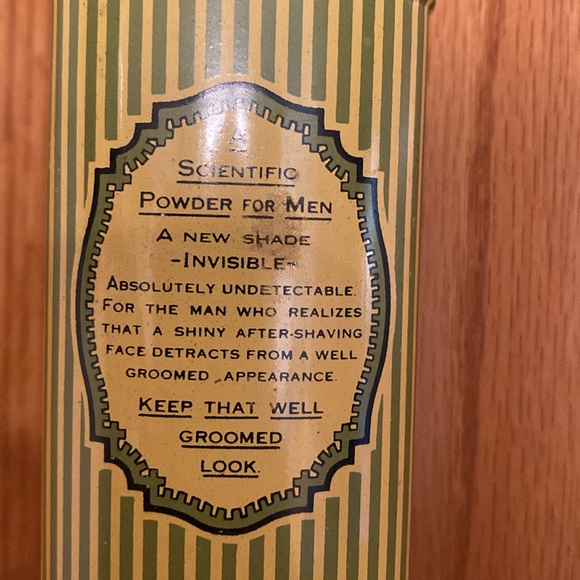 A
SCIENTIFIC
POWDER FOR MEN
A NEW SHADE
-INVISIBLE-
ABSOLUTELY UNDETECTABLE.
FOR THE MAN WHO REALIZES
THAT A SHINY AFTER-SHAVING
FACE DETRACTS FROM A WELL
GROOMED APPEARANCE.
KEEP THAT WELL
GROOMED
LOOK.